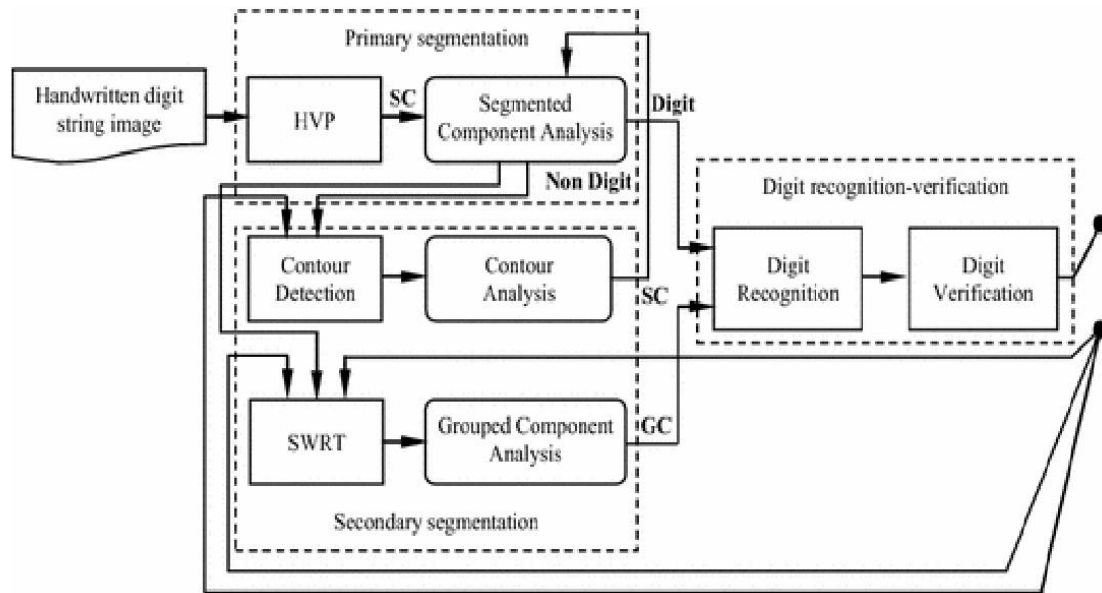 Primary segmentation
Handwritten digit
string image
HVP
SC
Segmented
Component Analysis
Digit
Non Digit
Digit recognition-verification
Contour
Detection
Contour
Analysis
SC
Digit
Recognition
Digit
Verification
SWRT
Grouped Component
Analysis
GC
Secondary segmentation